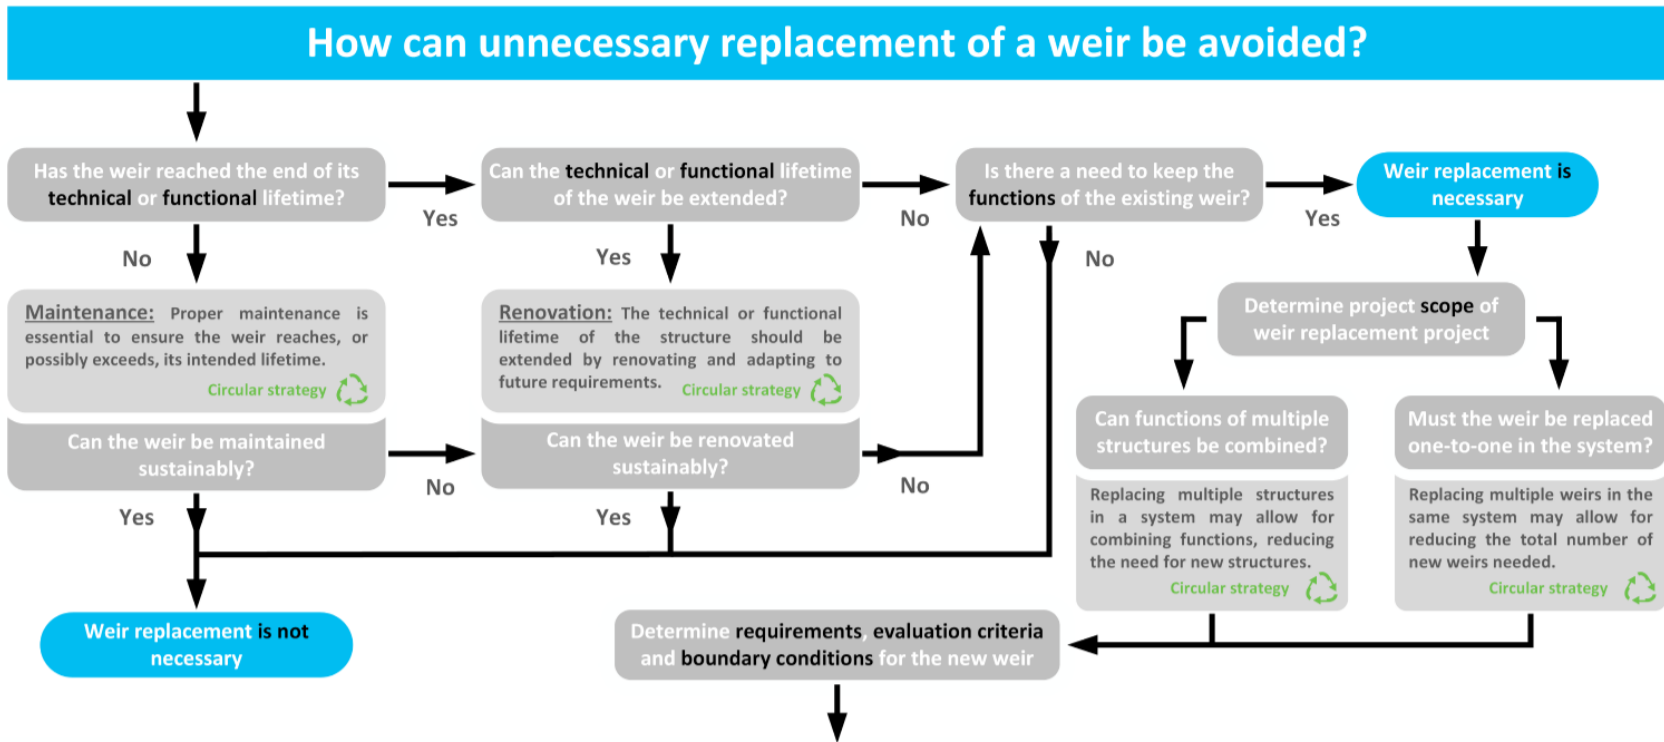 How can unnecessary replacement of a weir be avoided?
Has the weir reached the end of its
technical or functional lifetime?
Yes
Can the technical or functional lifetime
of the weir be extended?
No
Is there a need to keep the
functions of the existing weir?
Yes
Weir replacement is
necessary
No
Yes
No
Maintenance: Proper maintenance is
essential to ensure the weir reaches, or
possibly exceeds, its intended lifetime.
Circular strategy
Can the weir be maintained
sustainably?
No
Yes
Renovation: The technical or functional
lifetime of the structure should be
extended by renovating and adapting to
future requirements.
Circular strategy
Can the weir be renovated
sustainably?
No
Yes
Determine project scope of
weir replacement project
Can functions of multiple
structures be combined?
Replacing multiple structures
in a system may allow for
combining functions, reducing
the need for new structures.
Circular strategy
Must the weir be replaced
one-to-one in the system?
Replacing multiple weirs in the
same system may allow for
reducing the total number of
new weirs needed.
Circular strategy
Weir replacement is not
necessary
Determine requirements, evaluation criteria
and boundary conditions for the new weir